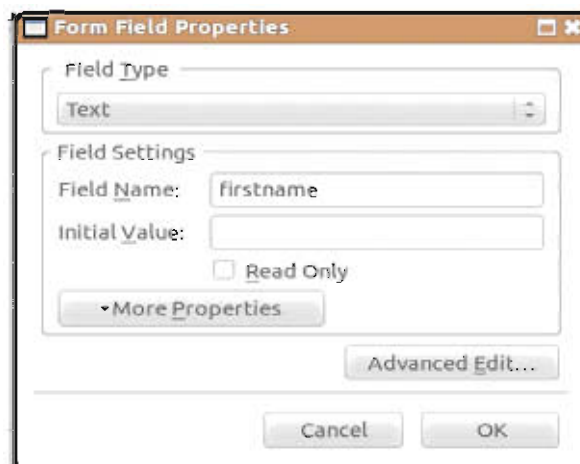 Form Field Properties
Field Type
Text
Field Settings
Field Name: firstname
Initial Value:
Read Only
More Properties
Advanced Edit...
Cancel OK